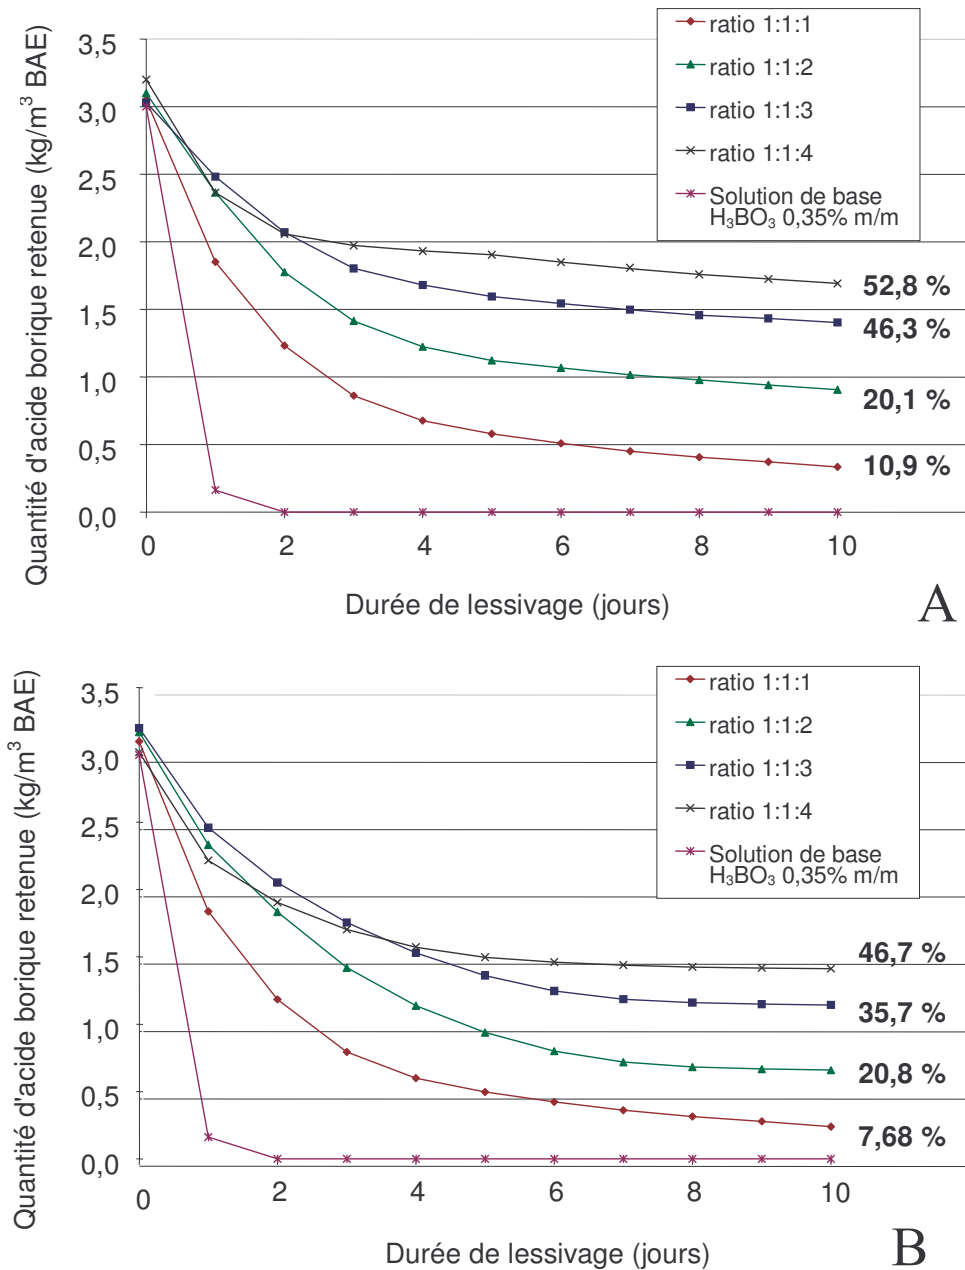 Quantité d'acide borique retenue (kg/m³ BAE)
3,5
3,0
2,5
2,0
1,5
1,0
0,5
0,0
ratio 1:1:1
ratio 1:1:2
ratio 1:1:3
ratio 1:1:4
Solution de base
H₃BO₃ 0,35% m/m
52,8 %
46,3 %
20,1 %
10,9 %
0 2 4 6 8 10
Durée de lessivage (jours)
A
Quantité d'acide borique retenue (kg/m³ BAE)
3,5
3,0
2,5
2,0
1,5
1,0
0,5
0,0
ratio 1:1:1
ratio 1:1:2
ratio 1:1:3
ratio 1:1:4
Solution de base
H₃BO₃ 0,35% m/m
46,7 %
35,7 %
20,8 %
7,68 %
0 2 4 6 8 10
Durée de lessivage (jours)
B